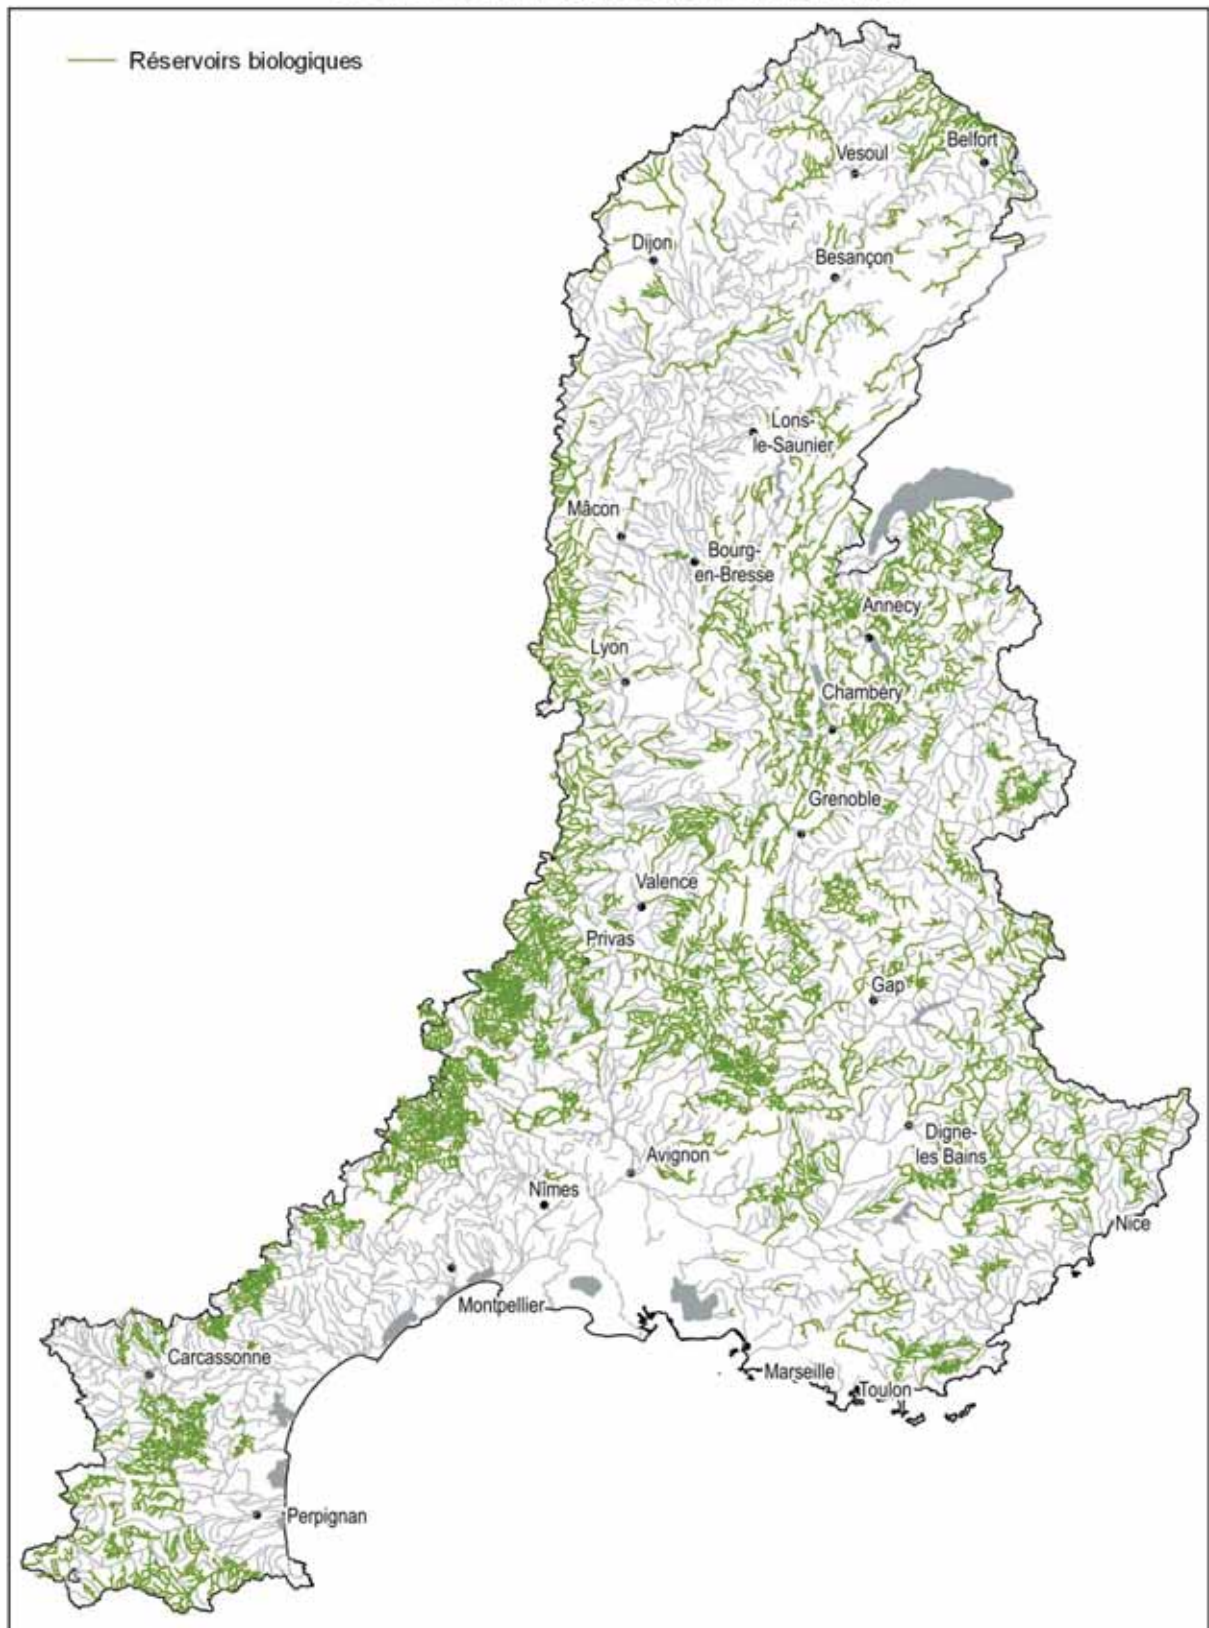 Réservoirs biologiques
Belfort
Vesoul
Dijon
Besançon
Lons-
le-Saunier
Mâcon
Bourg-
en-Bresse
Annecy
Lyon
Chambéry
Grenoble
Valence
Privas
Gap
Digne-
les Bains
Avignon
Nîmes
Nice
Montpellier
Carcassonne
Marseille
Toulon
Perpignan